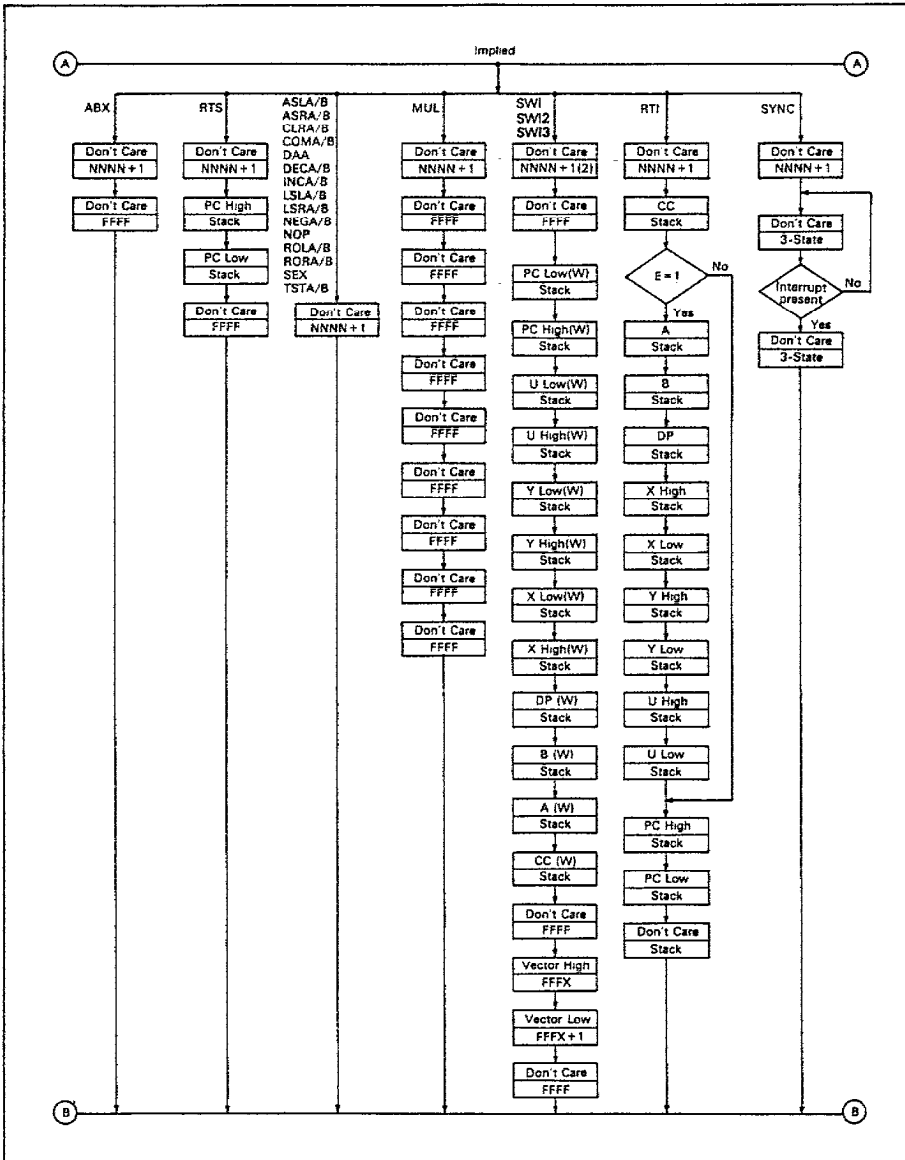 Implied
A
A
ABX
Don't Care
NNNN+1
Don't Care
FFFF
RTS
Don't Care
NNNN+1
PC High
Stack
PC Low
Stack
Don't Care
FFFF
ASLA/B
ASRA/B
CLRA/B
COMA/B
DAA
DECA/B
INCA/B
LSLA/B
LSRA/B
NEGA/B
NOP
ROLA/B
RORA/B
SEX
TSTA/B
Don't Care
NNNN+1
MUL
Don't Care
NNNN+1
Don't Care
FFFF
Don't Care
FFFF
Don't Care
FFFF
Don't Care
FFFF
Don't Care
FFFF
Don't Care
FFFF
Don't Care
FFFF
Don't Care
FFFF
Don't Care
FFFF
SWI
SWI2
SWI3
Don't Care
NNNN+1(2)
Don't Care
FFFF
PC Low(W)
Stack
PC High(W)
Stack
U Low(W)
Stack
U High(W)
Stack
Y Low(W)
Stack
Y High(W)
Stack
X Low(W)
Stack
X High(W)
Stack
DP (W)
Stack
B (W)
Stack
A (W)
Stack
CC (W)
Stack
Don't Care
FFFF
Vector High
FFFX
Vector Low
FFFX+1
Don't Care
FFFF
RTI
Don't Care
NNNN+1
CC
Stack
E=1
No
Yes
A
Stack
B
Stack
DP
Stack
X High
Stack
X Low
Stack
Y High
Stack
Y Low
Stack
U High
Stack
U Low
Stack
PC High
Stack
PC Low
Stack
Don't Care
Stack
SYNC
Don't Care
NNNN+1
Don't Care
3-State
Interrupt
present
No
Yes
Don't Care
3-State
B
B